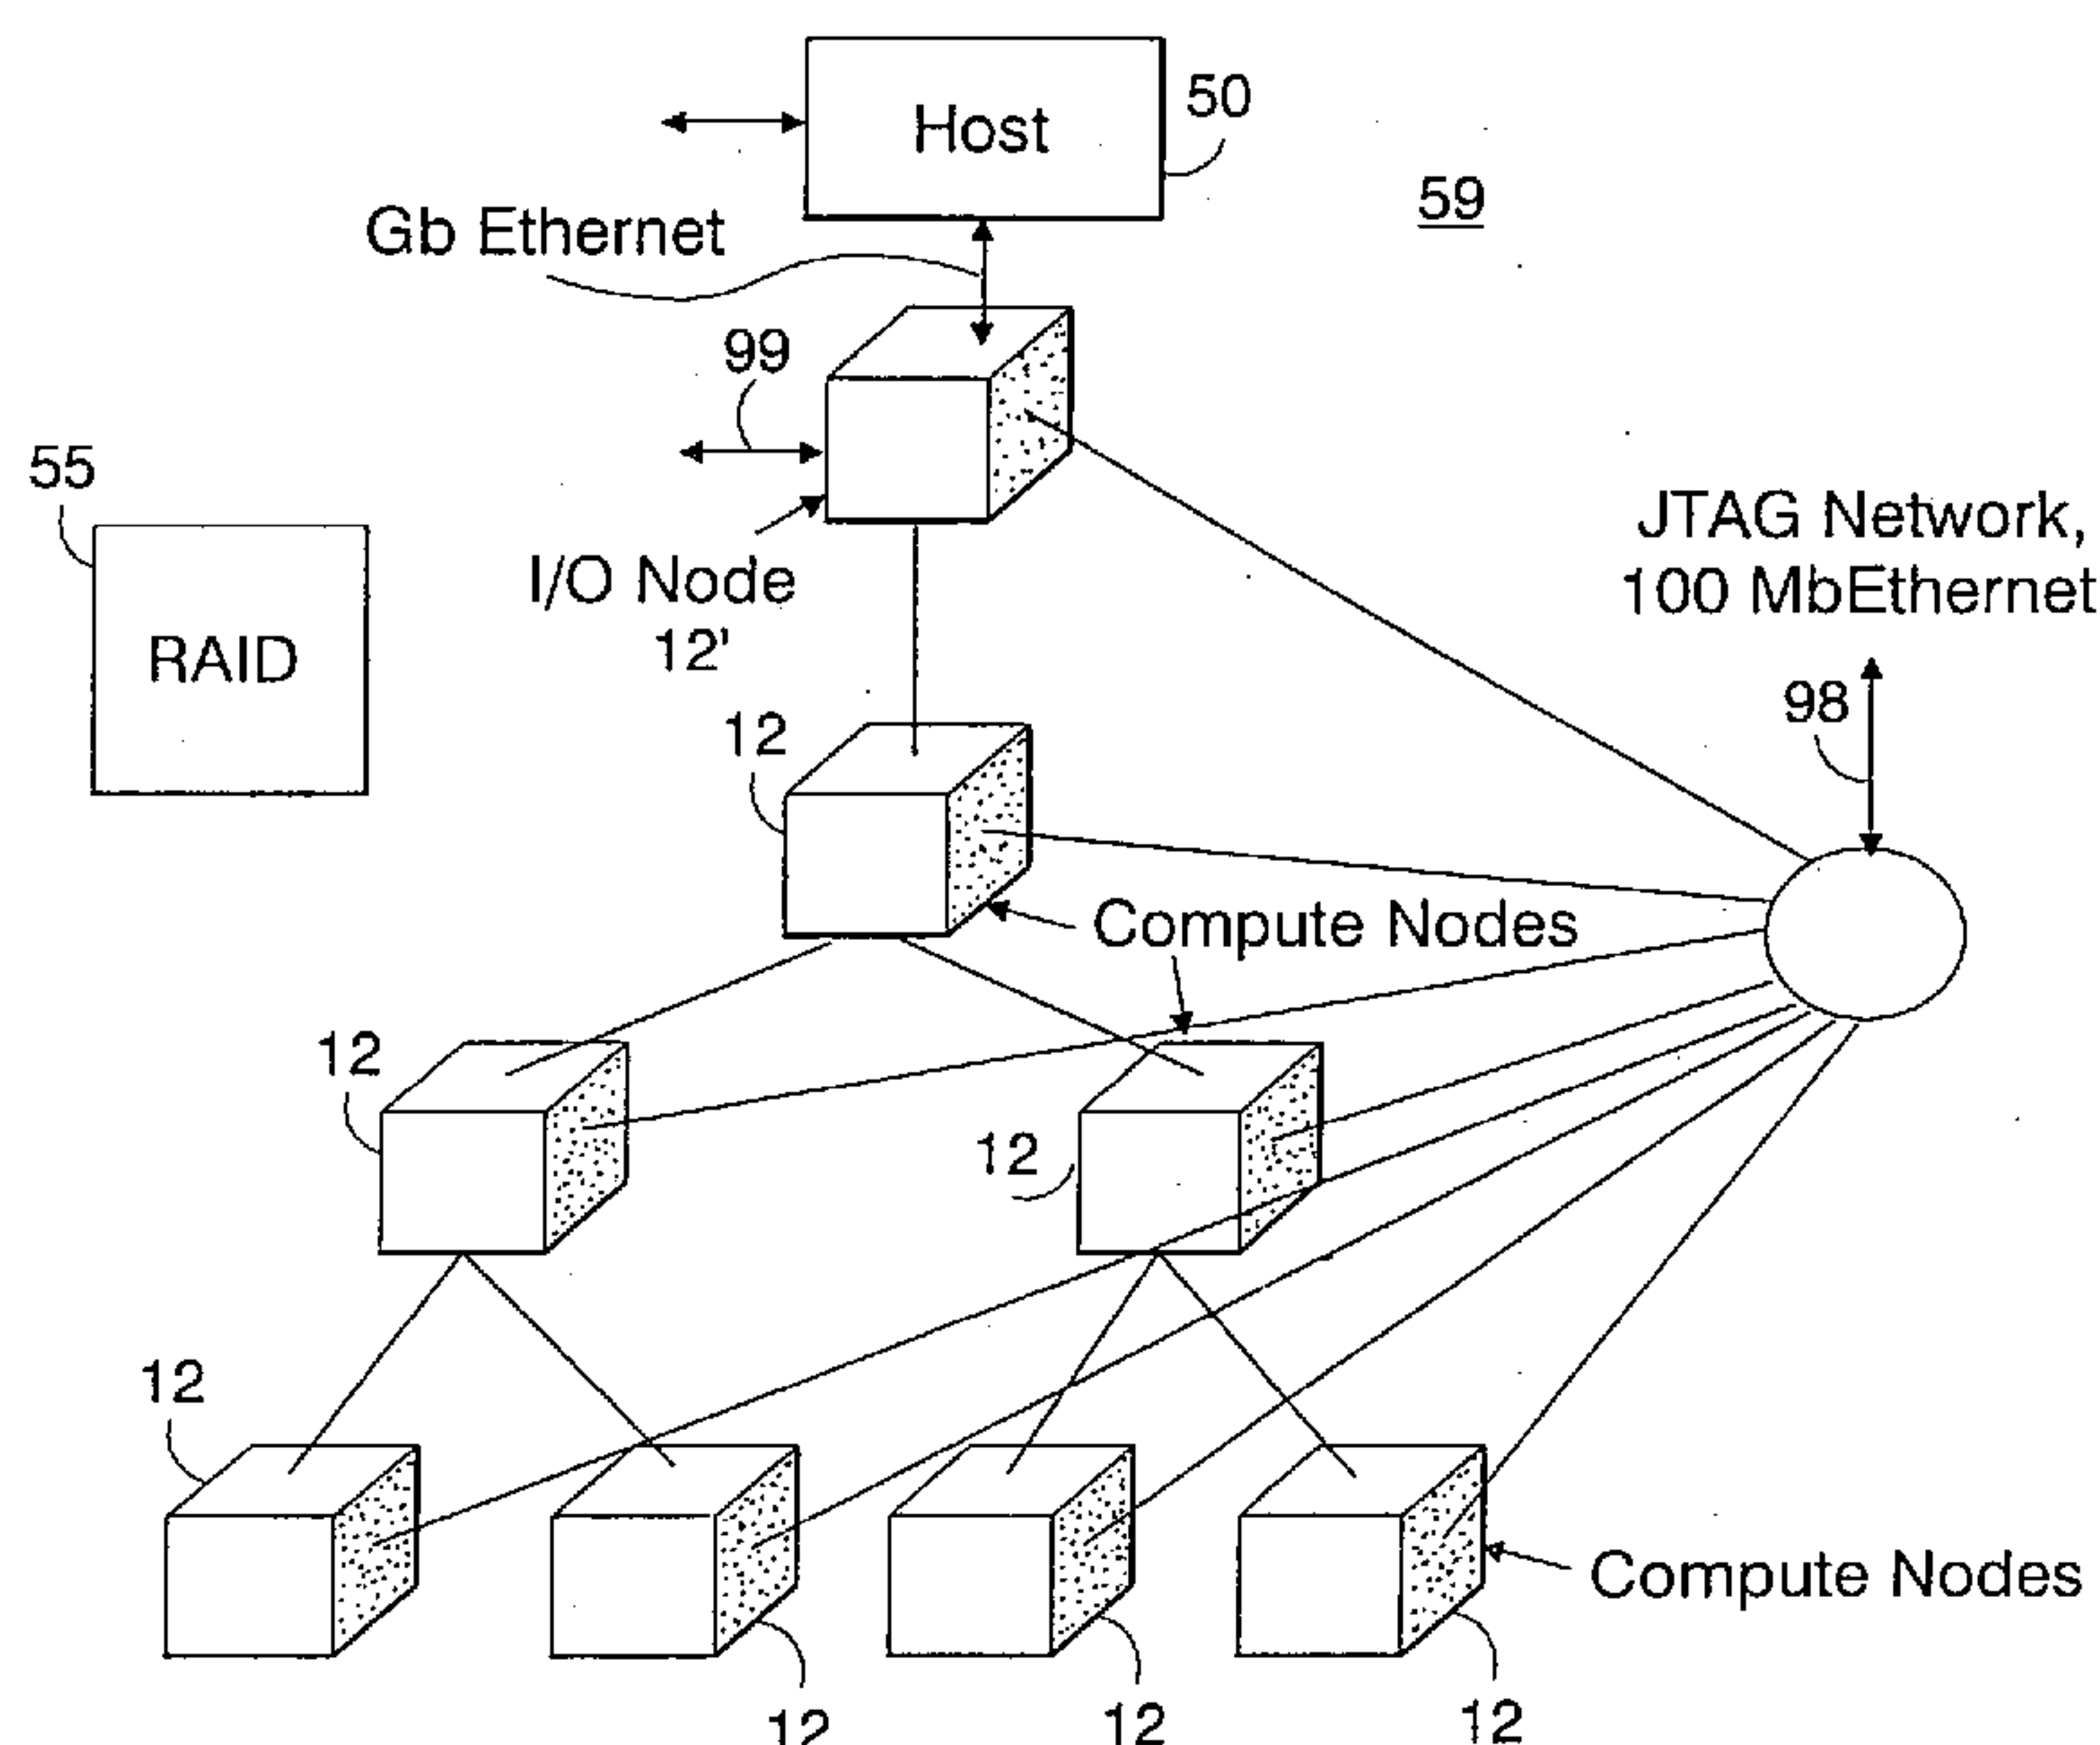 Host
50
59
Gb Ethernet
99
55
RAID
I/O Node
12'
JTAG Network,
100 MbEthernet
98
12
Compute Nodes
12
12
12
Compute Nodes
12
12
12